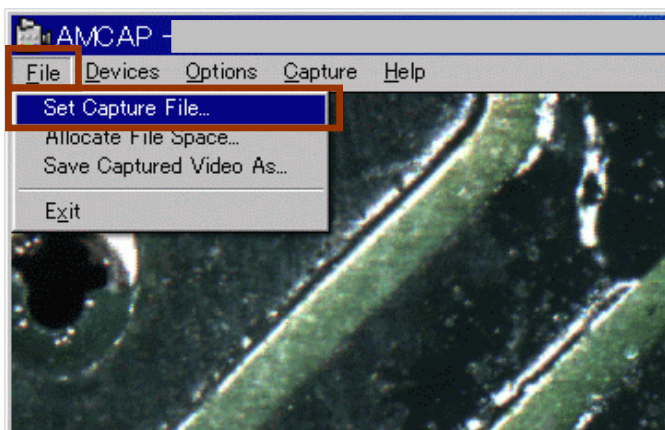 AMCAP -
File Devices Options Capture Help
Set Capture File...
Allocate File Space...
Save Captured Video As...
Exit